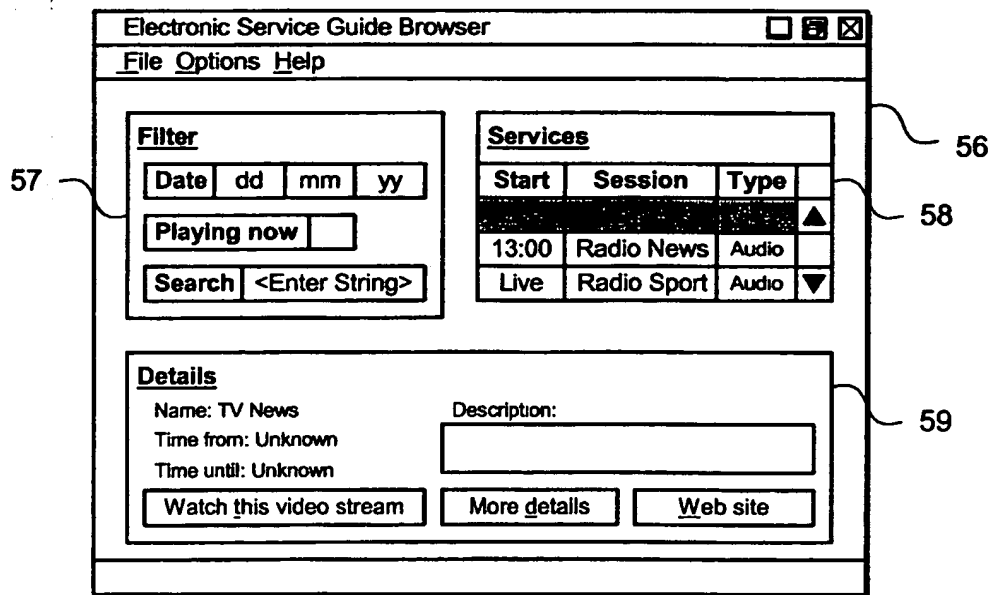 Electronic Service Guide Browser
File Options Help
56
57
Filter
Date dd mm yy
Playing now
Search <Enter String>
Services
Start Session Type
13:00 Radio News Audio
Live Radio Sport Audio
58
Details
Name: TV News
Time from: Unknown
Time until: Unknown
Description:
Watch this video stream
More details
Web site
59